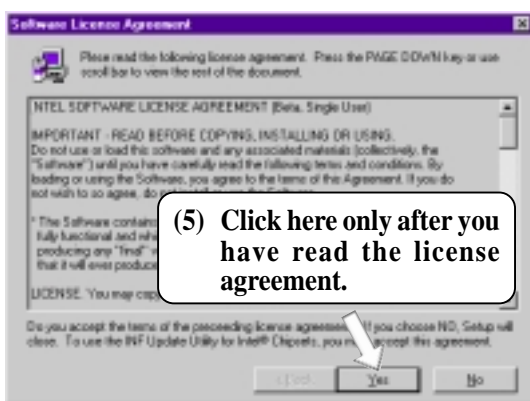 Software License Agreement
Please read the following license agreement. Press the PAGE DOWN key or use
scroll bar to view the rest of the document.
NTEL SOFTWARE LICENSE AGREEMENT (Beta, Single User)
IMPORTANT - READ BEFORE COPYING, INSTALLING OR USING.
Do not use or load this software and any associated materials (collectively, the
"Software") until you have carefully read the following terms and conditions. By
loading or using the Software, you agree to the terms of this Agreement. If you do
not wish to so agree, do not install or use the Software.
* The Software contains
fully functional and
producing any "final"
that it will ever produce
LICENSE. You may copy
(5) Click here only after you
have read the license
agreement.
Do you accept the terms of the preceeding license agreement? If you choose NO, Setup will
close. To use the INF Update Utility for Intel® Chipsets, you must accept this agreement.
Yes
No